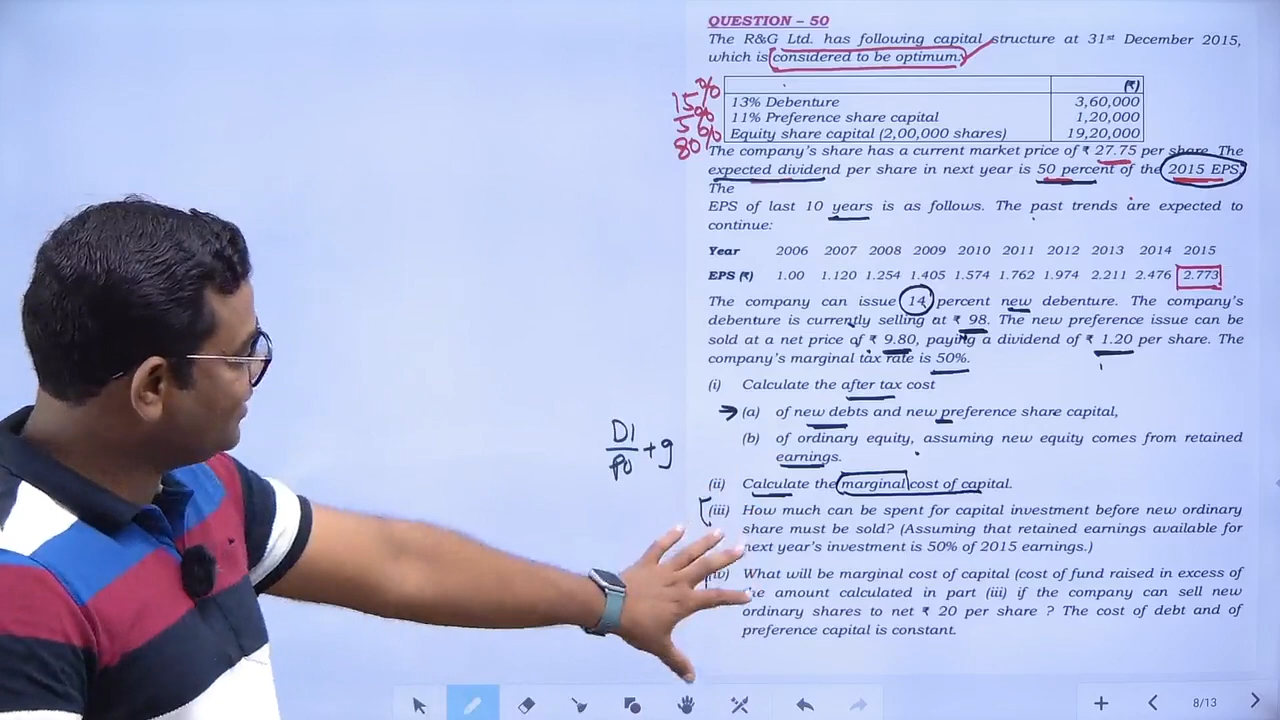 QUESTION – 50
The R&G Ltd. has following capital structure at 31st December 2015,
which is considered to be optimum:
(₹)
15% 13% Debenture 3,60,000
5% 11% Preference share capital 1,20,000
80% Equity share capital (2,00,000 shares) 19,20,000
The company's share has a current market price of ₹ 27.75 per share. The
expected dividend per share in next year is 50 percent of the 2015 EPS.
The
EPS of last 10 years is as follows. The past trends are expected to
continue:
Year 2006 2007 2008 2009 2010 2011 2012 2013 2014 2015
EPS (₹) 1.00 1.120 1.254 1.405 1.574 1.762 1.974 2.211 2.476 2.773
The company can issue 14 percent new debenture. The company's
debenture is currently selling at ₹ 98. The new preference issue can be
sold at a net price of ₹ 9.80, paying a dividend of ₹ 1.20 per share. The
company's marginal tax rate is 50%.
(i) Calculate the after tax cost
(a) of new debts and new preference share capital,
(b) of ordinary equity, assuming new equity comes from retained
earnings.
D1
P0 + g
(ii) Calculate the marginal cost of capital.
(iii) How much can be spent for capital investment before new ordinary
share must be sold? (Assuming that retained earnings available for
next year's investment is 50% of 2015 earnings.)
(iv) What will be marginal cost of capital (cost of fund raised in excess of
the amount calculated in part (iii) if the company can sell new
ordinary shares to net ₹ 20 per share ? The cost of debt and of
preference capital is constant.
8/13